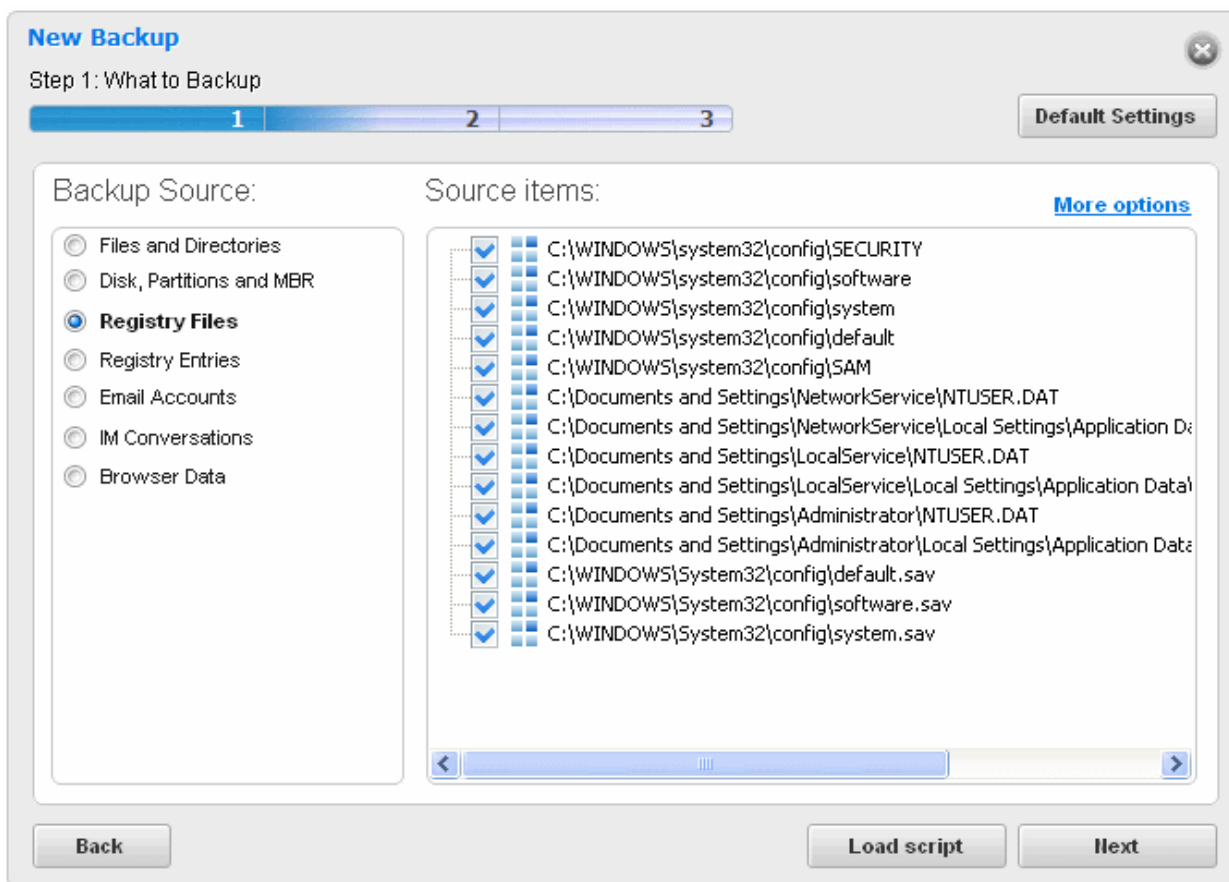 New Backup
Step 1: What to Backup
1 2 3
Default Settings
Backup Source:
Files and Directories
Disk, Partitions and MBR
Registry Files
Registry Entries
Email Accounts
IM Conversations
Browser Data
Source items:
More options
C:\WINDOWS\system32\config\SECURITY
C:\WINDOWS\system32\config\software
C:\WINDOWS\system32\config\system
C:\WINDOWS\system32\config\default
C:\WINDOWS\system32\config\SAM
C:\Documents and Settings\NetworkService\NTUSER.DAT
C:\Documents and Settings\NetworkService\Local Settings\Application Da
C:\Documents and Settings\LocalService\NTUSER.DAT
C:\Documents and Settings\LocalService\Local Settings\Application Data\
C:\Documents and Settings\Administrator\NTUSER.DAT
C:\Documents and Settings\Administrator\Local Settings\Application Data
C:\WINDOWS\System32\config\default.sav
C:\WINDOWS\System32\config\software.sav
C:\WINDOWS\System32\config\system.sav
Back
Load script
Next